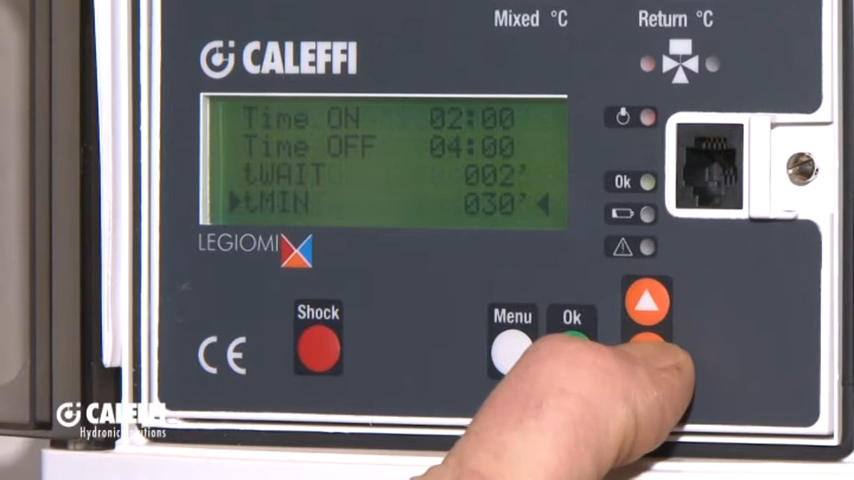 Mixed °C
Return °C
CALEFFI
Time ON 02:00
Time OFF 04:00
tWAIT 002'
tMIN 030'
Ok
LEGIOMIX
Shock
Menu
Ok
CE
CALEFFI
Hydronic Solutions